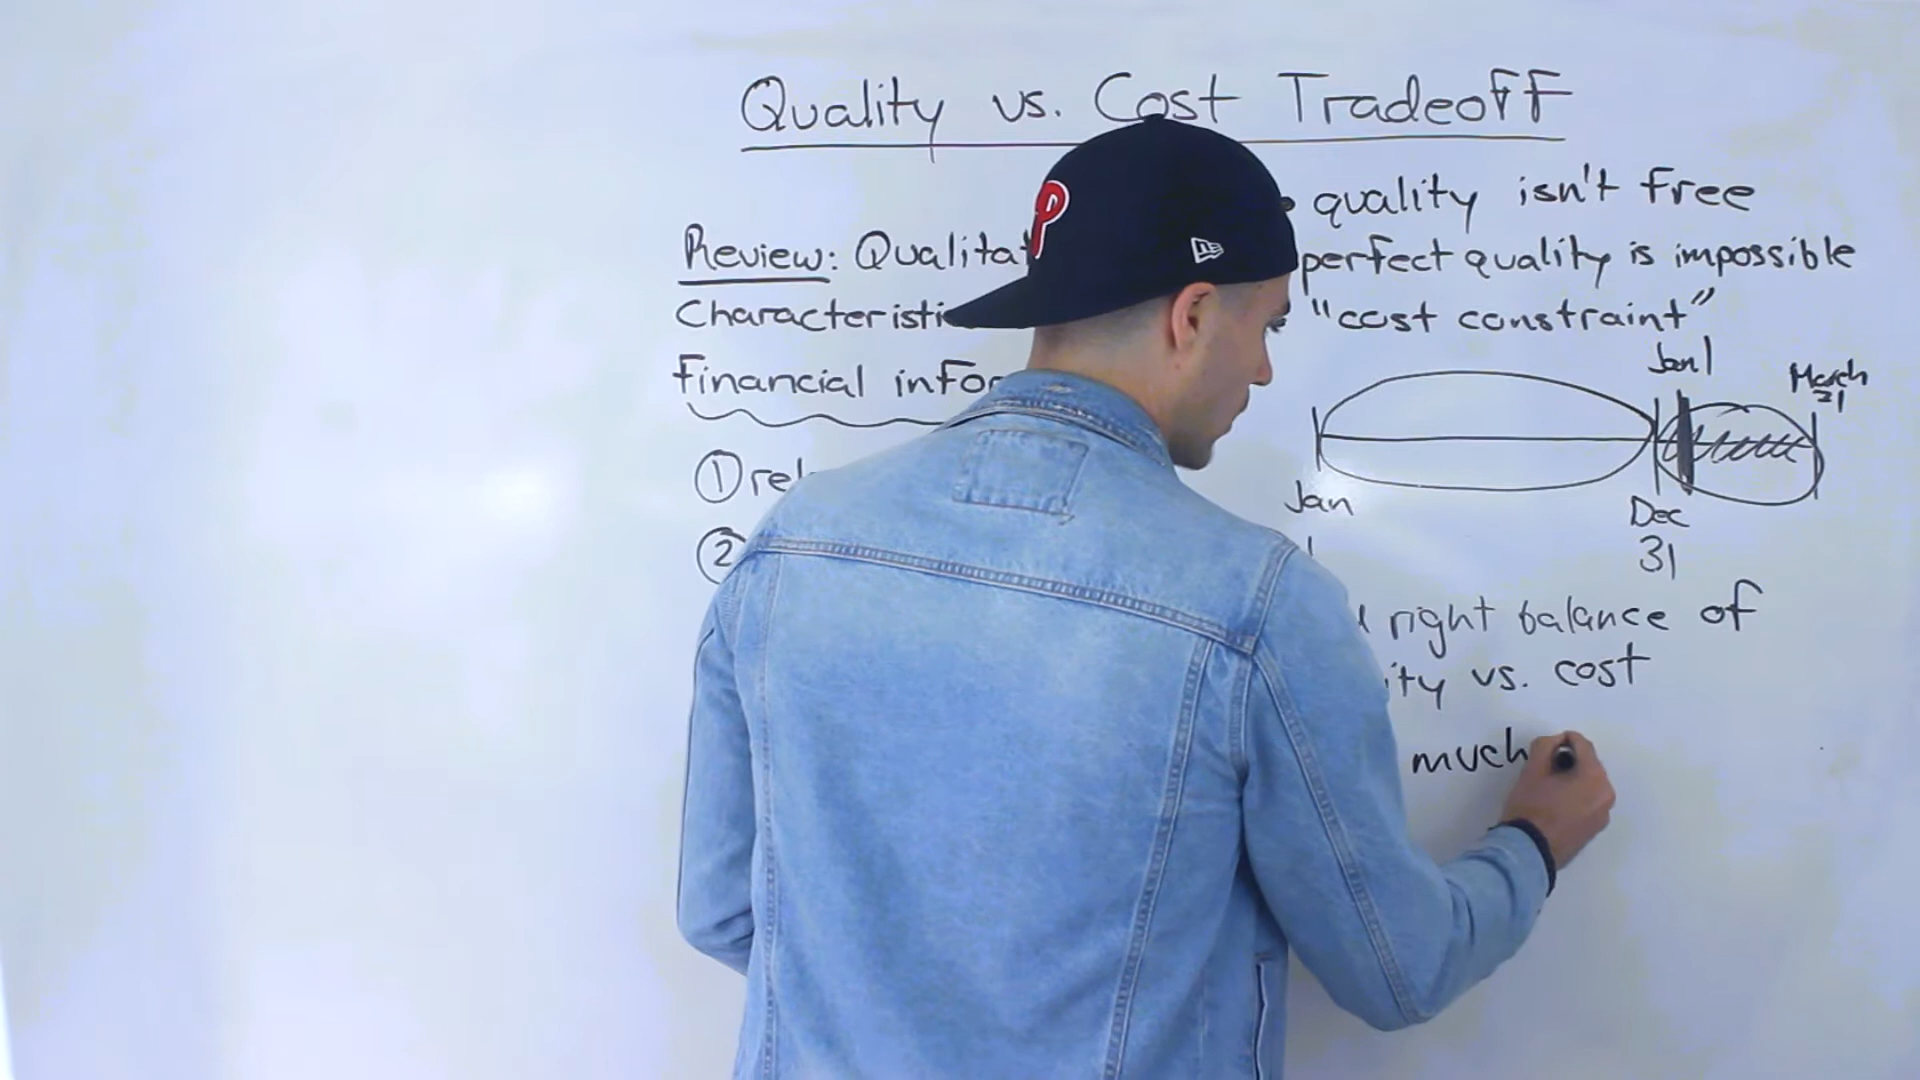 Quality vs. Cost Tradeoff
Review: Qualitat
Characteristi
Financial infor
① rel
②
quality isn't free
perfect quality is impossible
"cost constraint"
Jan 1
March 31
Jan
Dec
31
right balance of
ity vs. cost
much
P